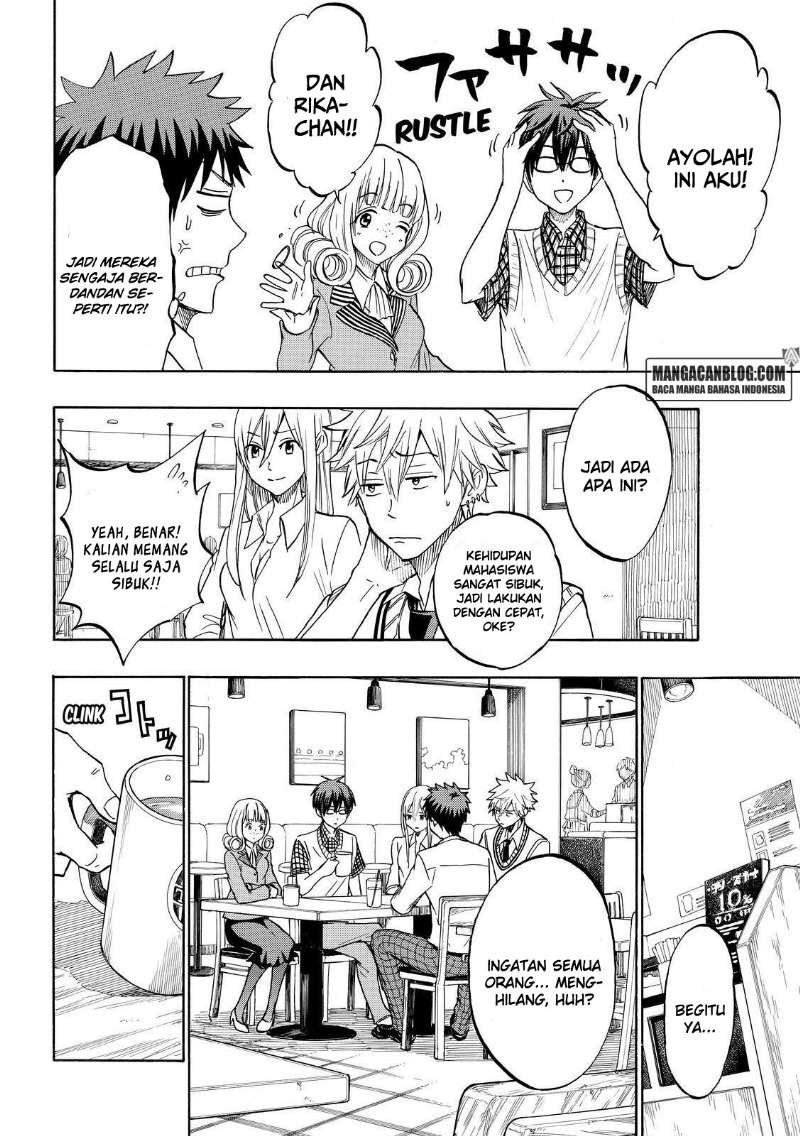 AYOLAH!
INI AKU!
ファサササッ
RUSTLE
DAN
RIKA-
CHAN!!
JADI MEREKA
SENGAJA BER-
DANDAN SE-
PERTI ITU?!
MANGACANBLOG.COM
BACA MANGA BAHASA INDONESIA
JADI ADA
APA INI?
KEHIDUPAN
MAHASISWA
SANGAT SIBUK,
JADI LAKUKAN
DENGAN CEPAT,
OKE?
YEAH, BENAR!
KALIAN MEMANG
SELALU SAJA
SIBUK!!
10%
BEGITU
YA...
INGATAN SEMUA
ORANG... MENG-
HILANG, HUH?
CLINK
コトッ